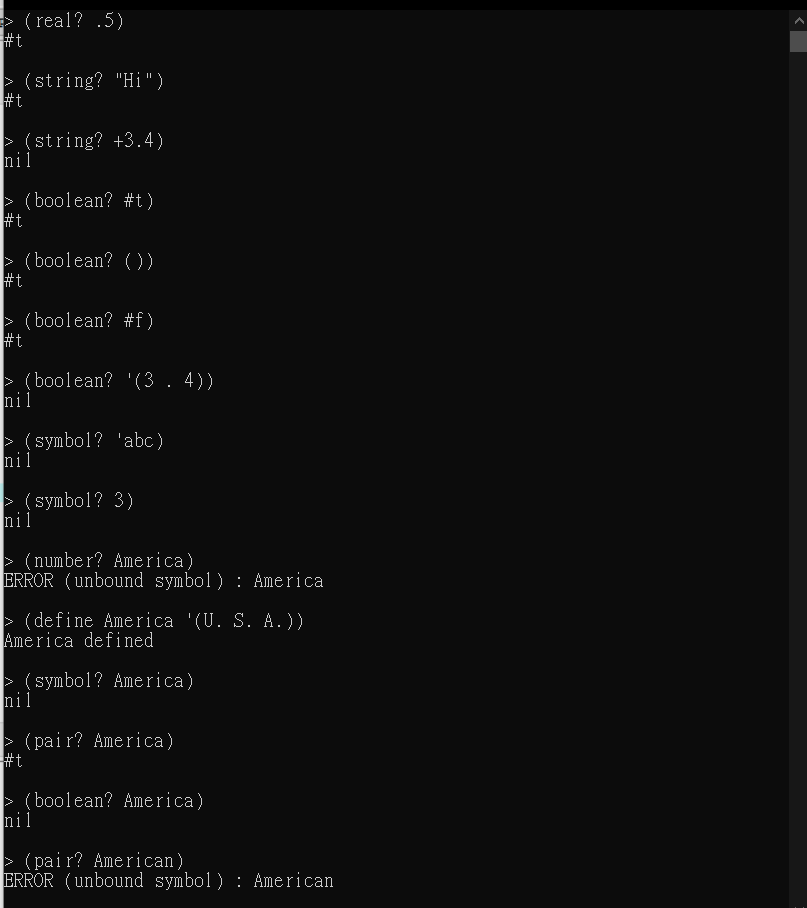 > (real? .5)
#t
> (string? "Hi")
#t
> (string? +3.4)
nil
> (boolean? #t)
#t
> (boolean? ())
#t
> (boolean? #f)
#t
> (boolean? '(3 . 4))
nil
> (symbol? 'abc)
nil
> (symbol? 3)
nil
> (number? America)
ERROR (unbound symbol) : America
> (define America '(U. S. A.))
America defined
> (symbol? America)
nil
> (pair? America)
#t
> (boolean? America)
nil
> (pair? American)
ERROR (unbound symbol) : American